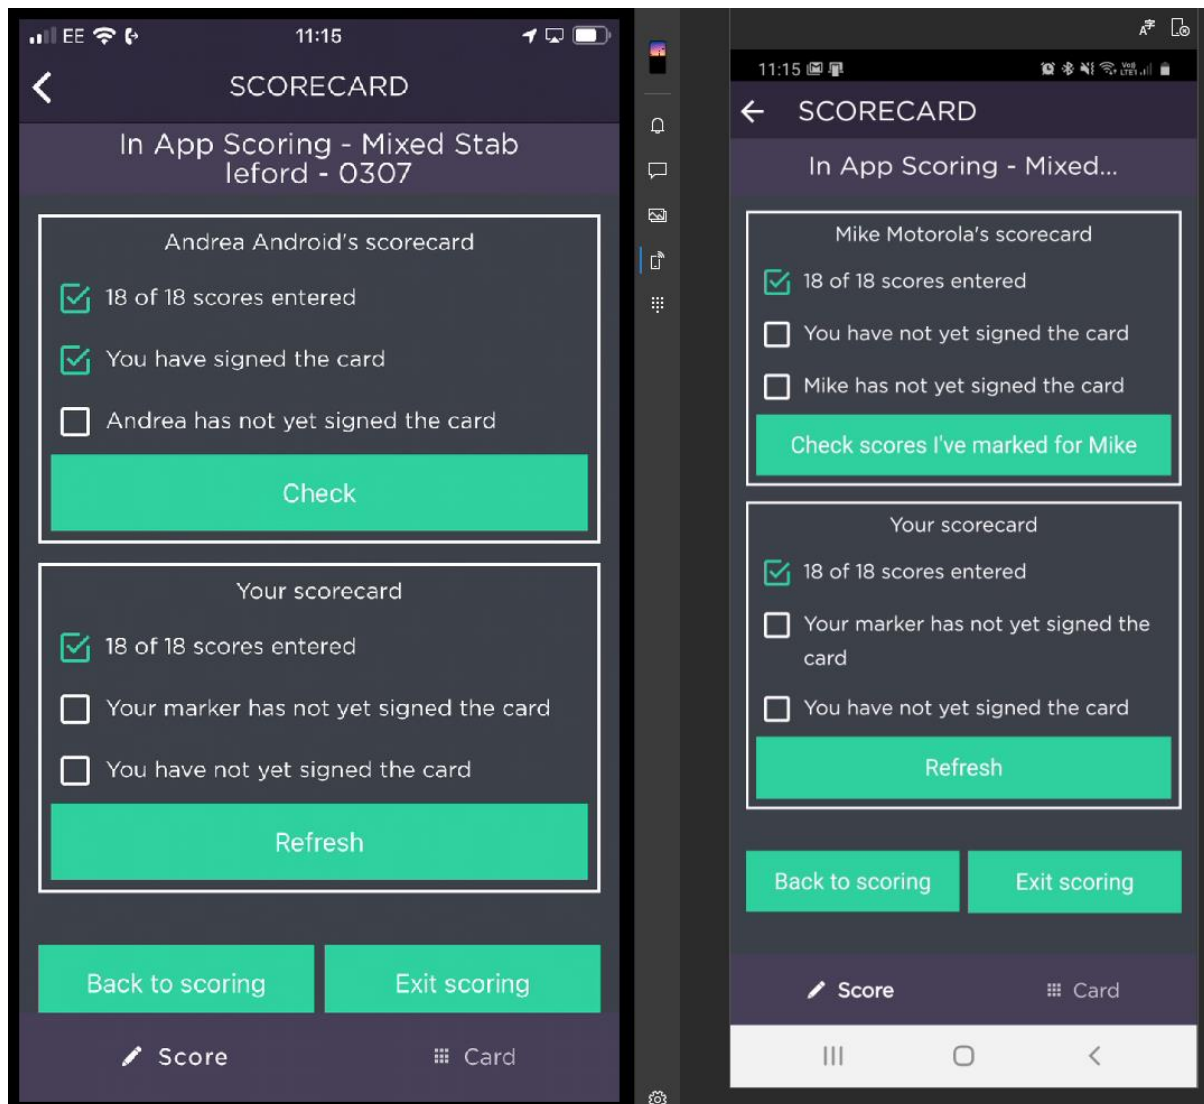 EE 11:15
SCORECARD
In App Scoring - Mixed Stab
leford - 0307
Andrea Android's scorecard
18 of 18 scores entered
You have signed the card
Andrea has not yet signed the card
Check
Your scorecard
18 of 18 scores entered
Your marker has not yet signed the card
You have not yet signed the card
Refresh
Back to scoring Exit scoring
Score Card
11:15
SCORECARD
In App Scoring - Mixed...
Mike Motorola's scorecard
18 of 18 scores entered
You have not yet signed the card
Mike has not yet signed the card
Check scores I've marked for Mike
Your scorecard
18 of 18 scores entered
Your marker has not yet signed the
card
You have not yet signed the card
Refresh
Back to scoring Exit scoring
Score Card